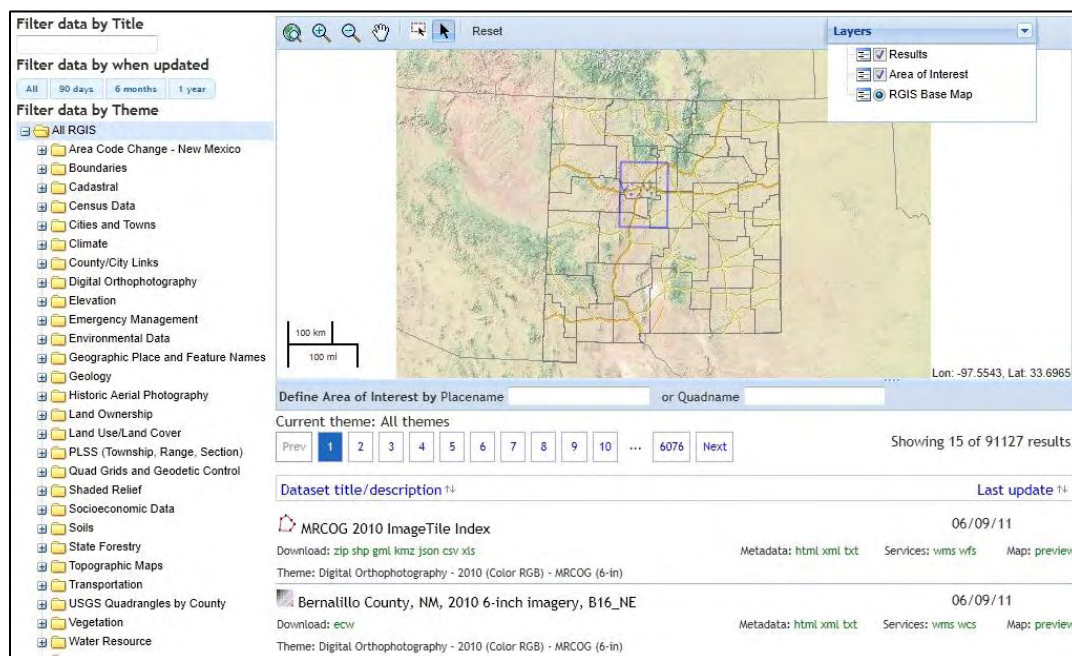 Filter data by Title
Filter data by when updated
All 90 days 6 months 1 year
Filter data by Theme
All RGIS
Area Code Change - New Mexico
Boundaries
Cadastral
Census Data
Cities and Towns
Climate
County/City Links
Digital Orthophotography
Elevation
Emergency Management
Environmental Data
Geographic Place and Feature Names
Geology
Historic Aerial Photography
Land Ownership
Land Use/Land Cover
PLSS (Township, Range, Section)
Quad Grids and Geodetic Control
Shaded Relief
Socioeconomic Data
Soils
State Forestry
Topographic Maps
Transportation
USGS Quadrangles by County
Vegetation
Water Resource
Reset
Layers
Results
Area of Interest
RGIS Base Map
100 km
100 mi
Lon: -97.5543, Lat: 33.6965
Define Area of Interest by Placename or Quadname
Current theme: All themes
Prev 1 2 3 4 5 6 7 8 9 10 ... 6076 Next
Showing 15 of 91127 results
Dataset title/description Last update
MRCOG 2010 ImageTile Index 06/09/11
Download: zip shp gml kmz json csv xls Metadata: html xml txt Services: wms wfs Map: preview
Theme: Digital Orthophotography - 2010 (Color RGB) - MRCOG (6-in)
Bernalillo County, NM, 2010 6-inch imagery, B16_NE 06/09/11
Download: ecw Metadata: html xml txt Services: wms wcs Map: preview
Theme: Digital Orthophotography - 2010 (Color RGB) - MRCOG (6-in)